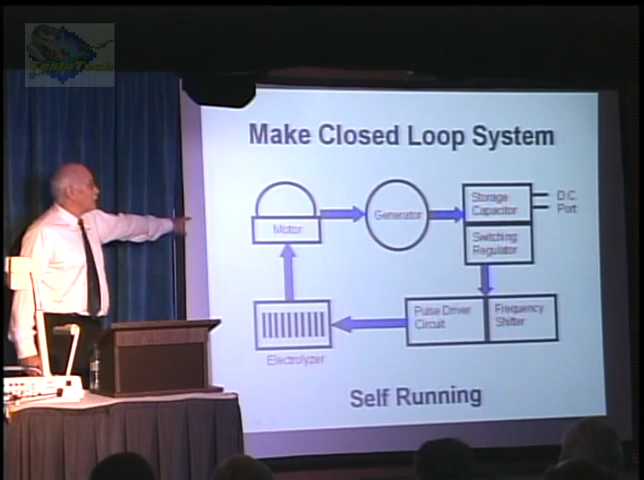 TeslaTech
Make Closed Loop System
Motor
Generator
Storage
Capacitor
D.C.
Port
Switching
Regulator
Pulse Driver
Circuit
Frequency
Shifter
Electrolyzer
Self Running